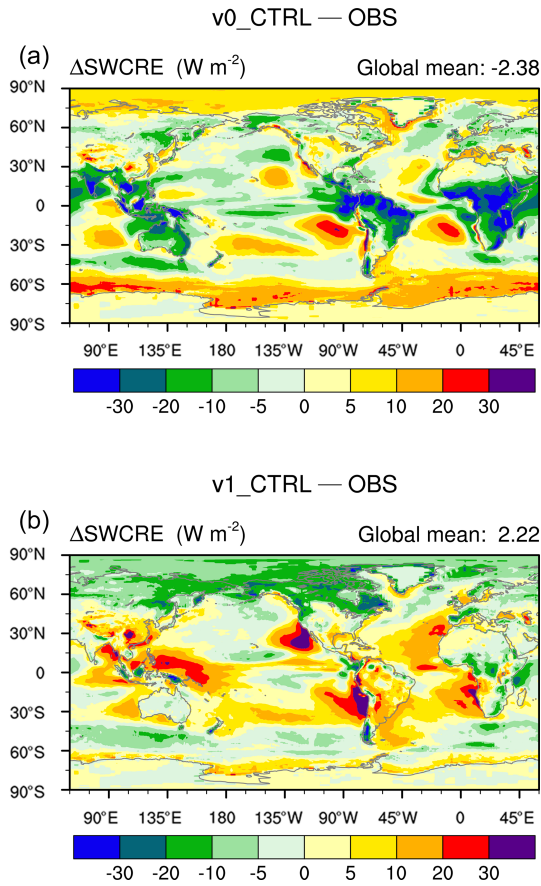 v0_CTRL — OBS
(a)
ΔSWCRE (W m-2) Global mean: -2.38
90°N
60°N
30°N
0
30°S
60°S
90°S
90°E 135°E 180 135°W 90°W 45°W 0 45°E
-30 -20 -10 -5 0 5 10 20 30
v1_CTRL — OBS
(b)
ΔSWCRE (W m-2) Global mean: 2.22
90°N
60°N
30°N
0
30°S
60°S
90°S
90°E 135°E 180 135°W 90°W 45°W 0 45°E
-30 -20 -10 -5 0 5 10 20 30